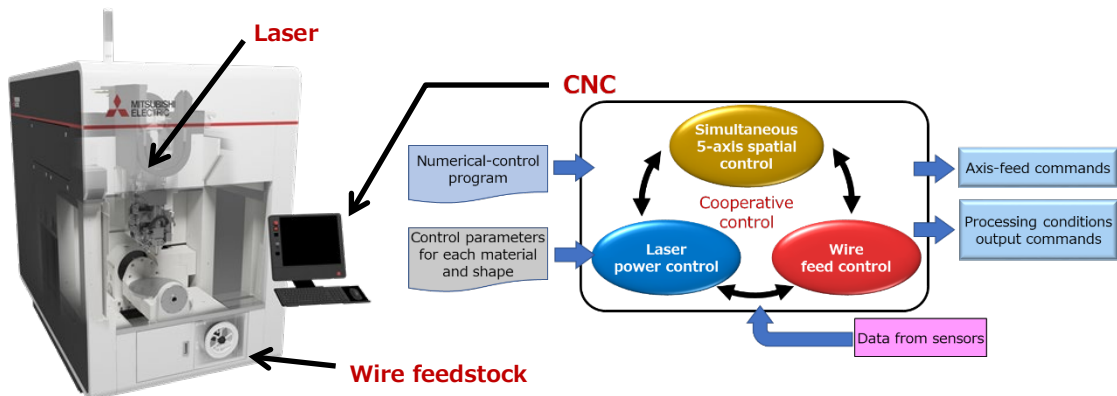 Laser
MITSUBISHI
ELECTRIC
CNC
Wire feedstock
Numerical-control
program
Control parameters
for each material
and shape
Simultaneous
5-axis spatial
control
Cooperative
control
Laser
power control
Wire
feed control
Data from sensors
Axis-feed commands
Processing conditions
output commands